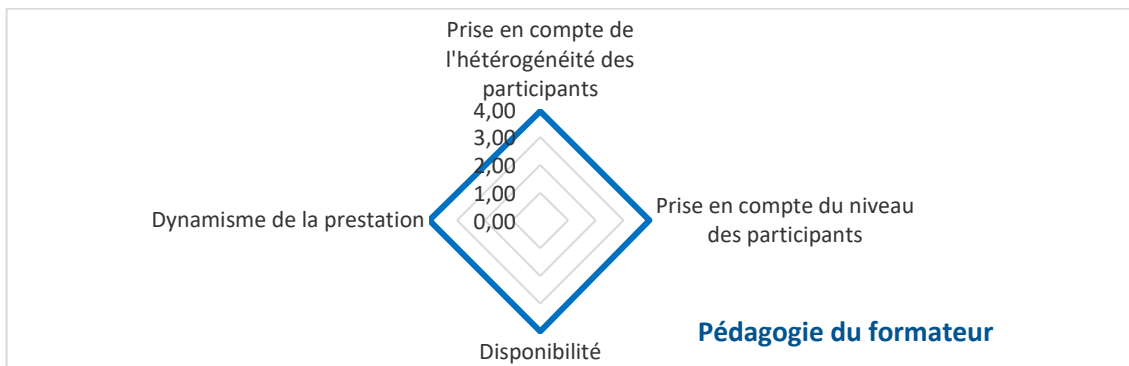 Prise en compte de
l'hétérogénéité des
participants
4,00
3,00
2,00
1,00
0,00
Dynamisme de la prestation
Prise en compte du niveau
des participants
Pédagogie du formateur
Disponibilité